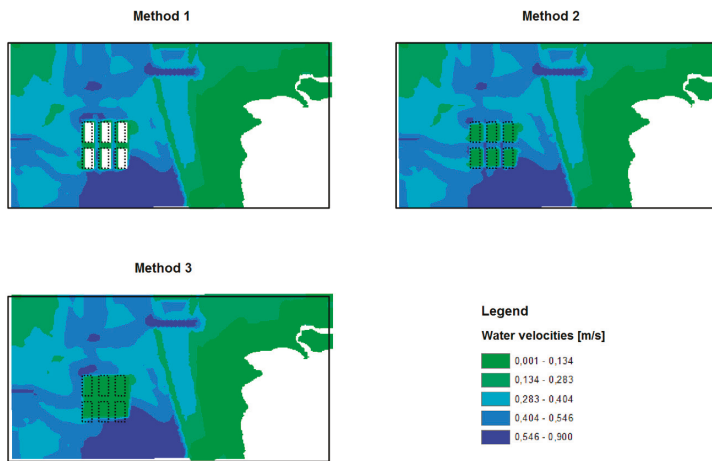 Method 1
Method 2
Method 3
Legend
Water velocities [m/s]
0,001 - 0,134
0,134 - 0,283
0,283 - 0,404
0,404 - 0,546
0,546 - 0,900